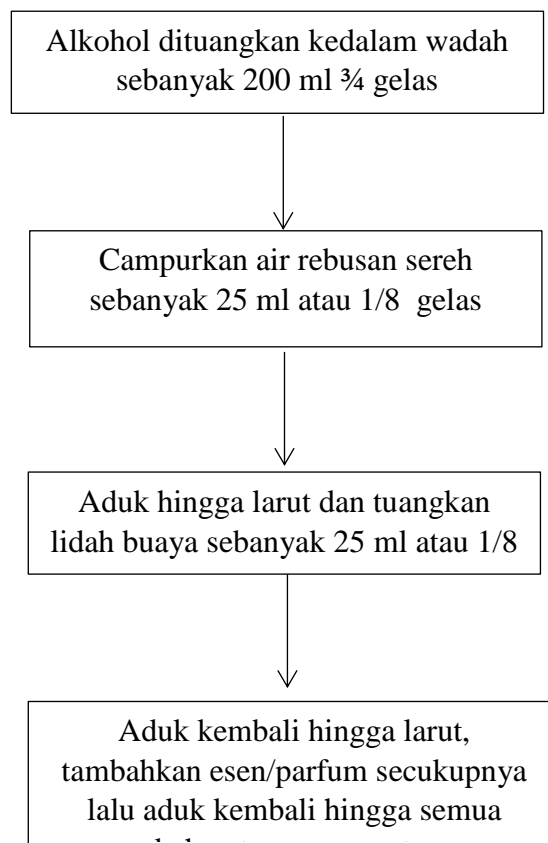 Alkohol dituangkan kedalam wadah
sebanyak 200 ml ¾ gelas
Campurkan air rebusan sereh
sebanyak 25 ml atau 1/8 gelas
Aduk hingga larut dan tuangkan
lidah buaya sebanyak 25 ml atau 1/8
Aduk kembali hingga larut,
tambahkan esen/parfum secukupnya
lalu aduk kembali hingga semua